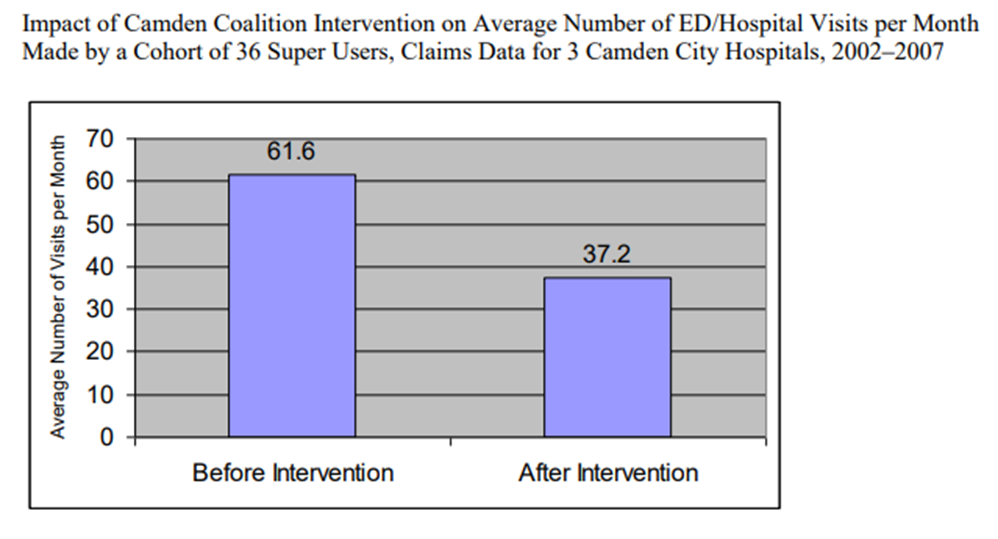 Impact of Camden Coalition Intervention on Average Number of ED/Hospital Visits per Month
Made by a Cohort of 36 Super Users, Claims Data for 3 Camden City Hospitals, 2002–2007
Average Number of Visits per Month
70
60
50
40
30
20
10
0
61.6
37.2
Before Intervention
After Intervention